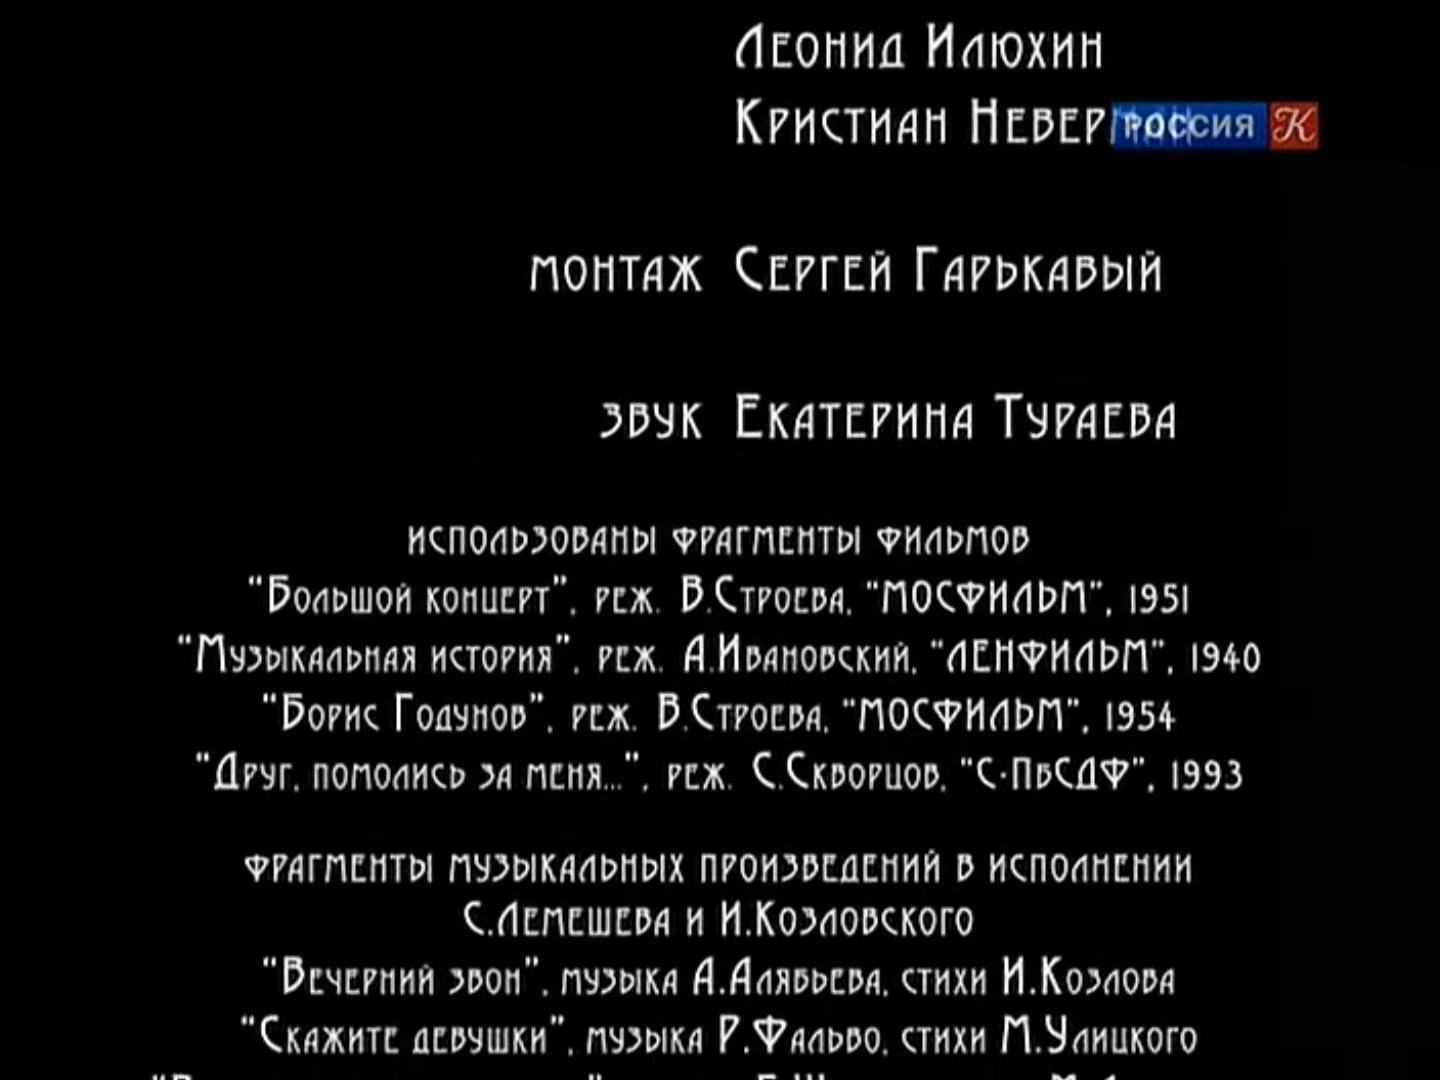 Леонид Илюхин
Кристиан
РОССИЯ К
монтаж Сергей Гарькавый
звук Екатерина Тураева
использованы фрагменты фильмов
"Большой концерт", реж. В.Строева, "МОСФИЛЬМ", 1951
"Музыкальная история", реж. А.Ивановский, "ЛЕНФИЛЬМ", 1940
"Борис Годунов", реж. В.Строева, "МОСФИЛЬМ", 1954
"Друг, помолись за меня...", реж. С.Скворцов, "С-ПбСДФ", 1993
фрагменты музыкальных произведений в исполнении
С.Лемешева и И.Козловского
"Вечерний звон", музыка А.Алябьева, стихи И.Козлова
"Скажите девушки", музыка Р.Фальво, стихи М.Улицкого